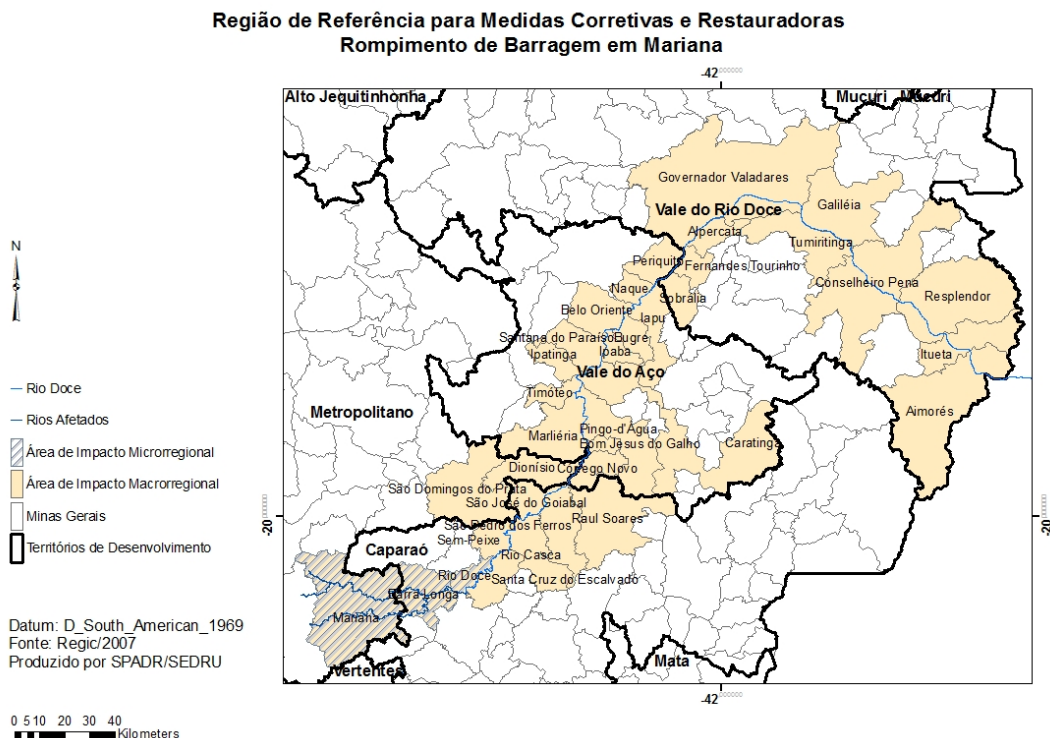 Região de Referência para Medidas Corretivas e Restauradoras
Rompimento de Barragem em Mariana
-42°0'0"
Alto Jequitinhonha
Mucuri Mucuri
Governador Valadares
Vale do Rio Doce
Galiléia
Alpercata
Tumiritinga
Periquito
Fernandes Tourinho
Naque
Sobrália
Conselheiro Pena
Resplendor
Belo Oriente
Iapu
Santana do Paraíso
Bugre
Ipatinga
Ipaba
Itueta
Vale do Aço
Timóteo
Metropolitano
Aimorés
Pingo-d'Água
Marliéria
Bom Jesus do Galho
Caratinga
Dionísio
Córrego Novo
São Domingos do Prata
São José do Goiabal
Raul Soares
São Pedro dos Ferros
Sem-Peixe
Caparaó
Rio Casca
Rio Doce
Santa Cruz do Escalvado
Barra Longa
Mariana
Vertentes
Mata
-20
-20
-42
N
Rio Doce
Rios Afetados
Área de Impacto Microrregional
Área de Impacto Macrorregional
Minas Gerais
Territórios de Desenvolvimento
Datum: D_South_American_1969
Fonte: Regic/2007
Produzido por SPADR/SEDRU
0 5 10 20 30 40
Kilometers